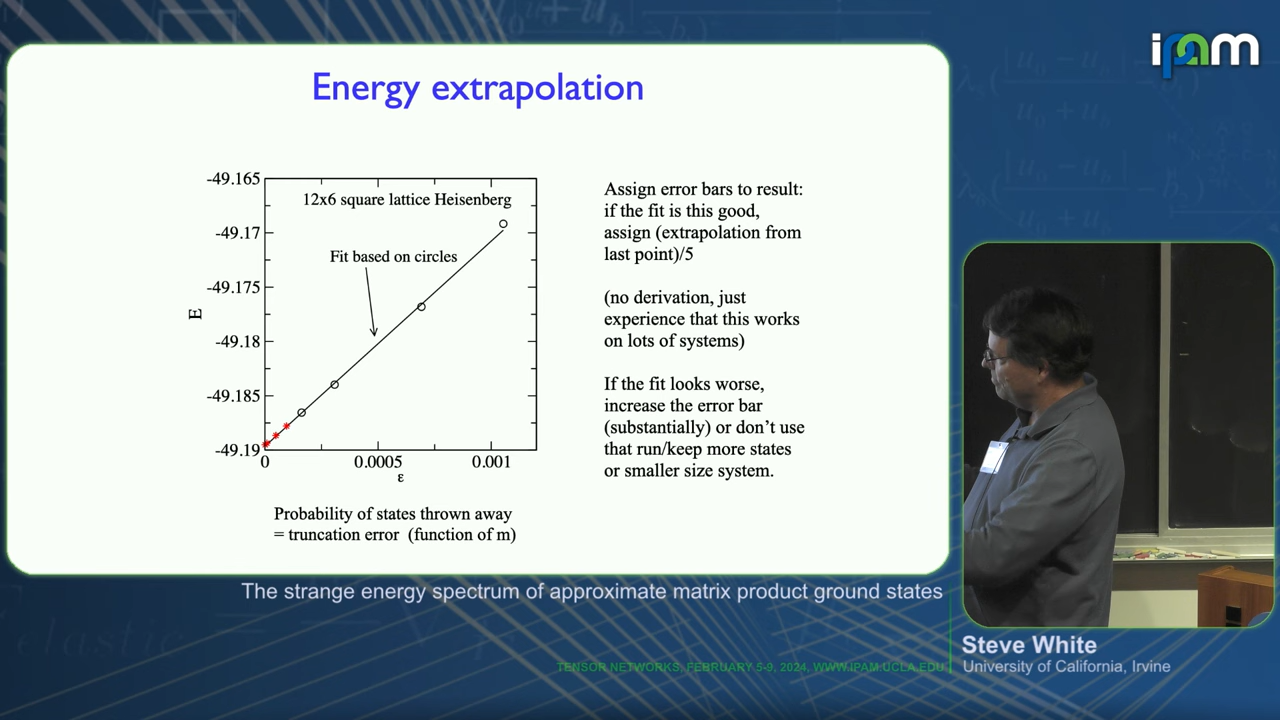 ipam
Energy extrapolation
-49.165
-49.17
-49.175
-49.18
-49.185
-49.19
E
12x6 square lattice Heisenberg
Fit based on circles
0
0.0005
0.001
ε
Probability of states thrown away
= truncation error (function of m)
Assign error bars to result:
if the fit is this good,
assign (extrapolation from
last point)/5
(no derivation, just
experience that this works
on lots of systems)
If the fit looks worse,
increase the error bar
(substantially) or don’t use
that run/keep more states
or smaller size system.
The strange energy spectrum of approximate matrix product ground states
Steve White
University of California, Irvine
TENSOR NETWORKS, FEBRUARY 5-9, 2024, WWW.IPAM.UCLA.EDU
elastic